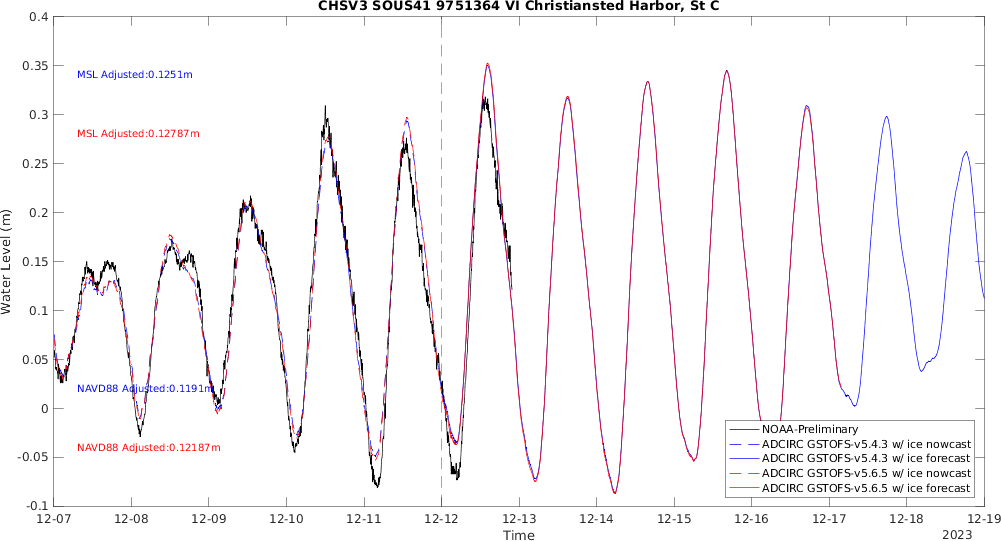 CHSV3 SOUS41 9751364 VI Christiansted Harbor, St C
0.4
0.35
0.3
0.25
0.2
0.15
0.1
0.05
0
-0.05
-0.1
Water Level (m)
MSL Adjusted:0.1251m
MSL Adjusted:0.12787m
NAVD88 Adjusted:0.1191m
NAVD88 Adjusted:0.12187m
NOAA-Preliminary
ADCIRC GSTOFS-v5.4.3 w/ ice nowcast
ADCIRC GSTOFS-v5.4.3 w/ ice forecast
ADCIRC GSTOFS-v5.6.5 w/ ice nowcast
ADCIRC GSTOFS-v5.6.5 w/ ice forecast
12-07 12-08 12-09 12-10 12-11 12-12 12-13 12-14 12-15 12-16 12-17 12-18 12-19
Time
2023